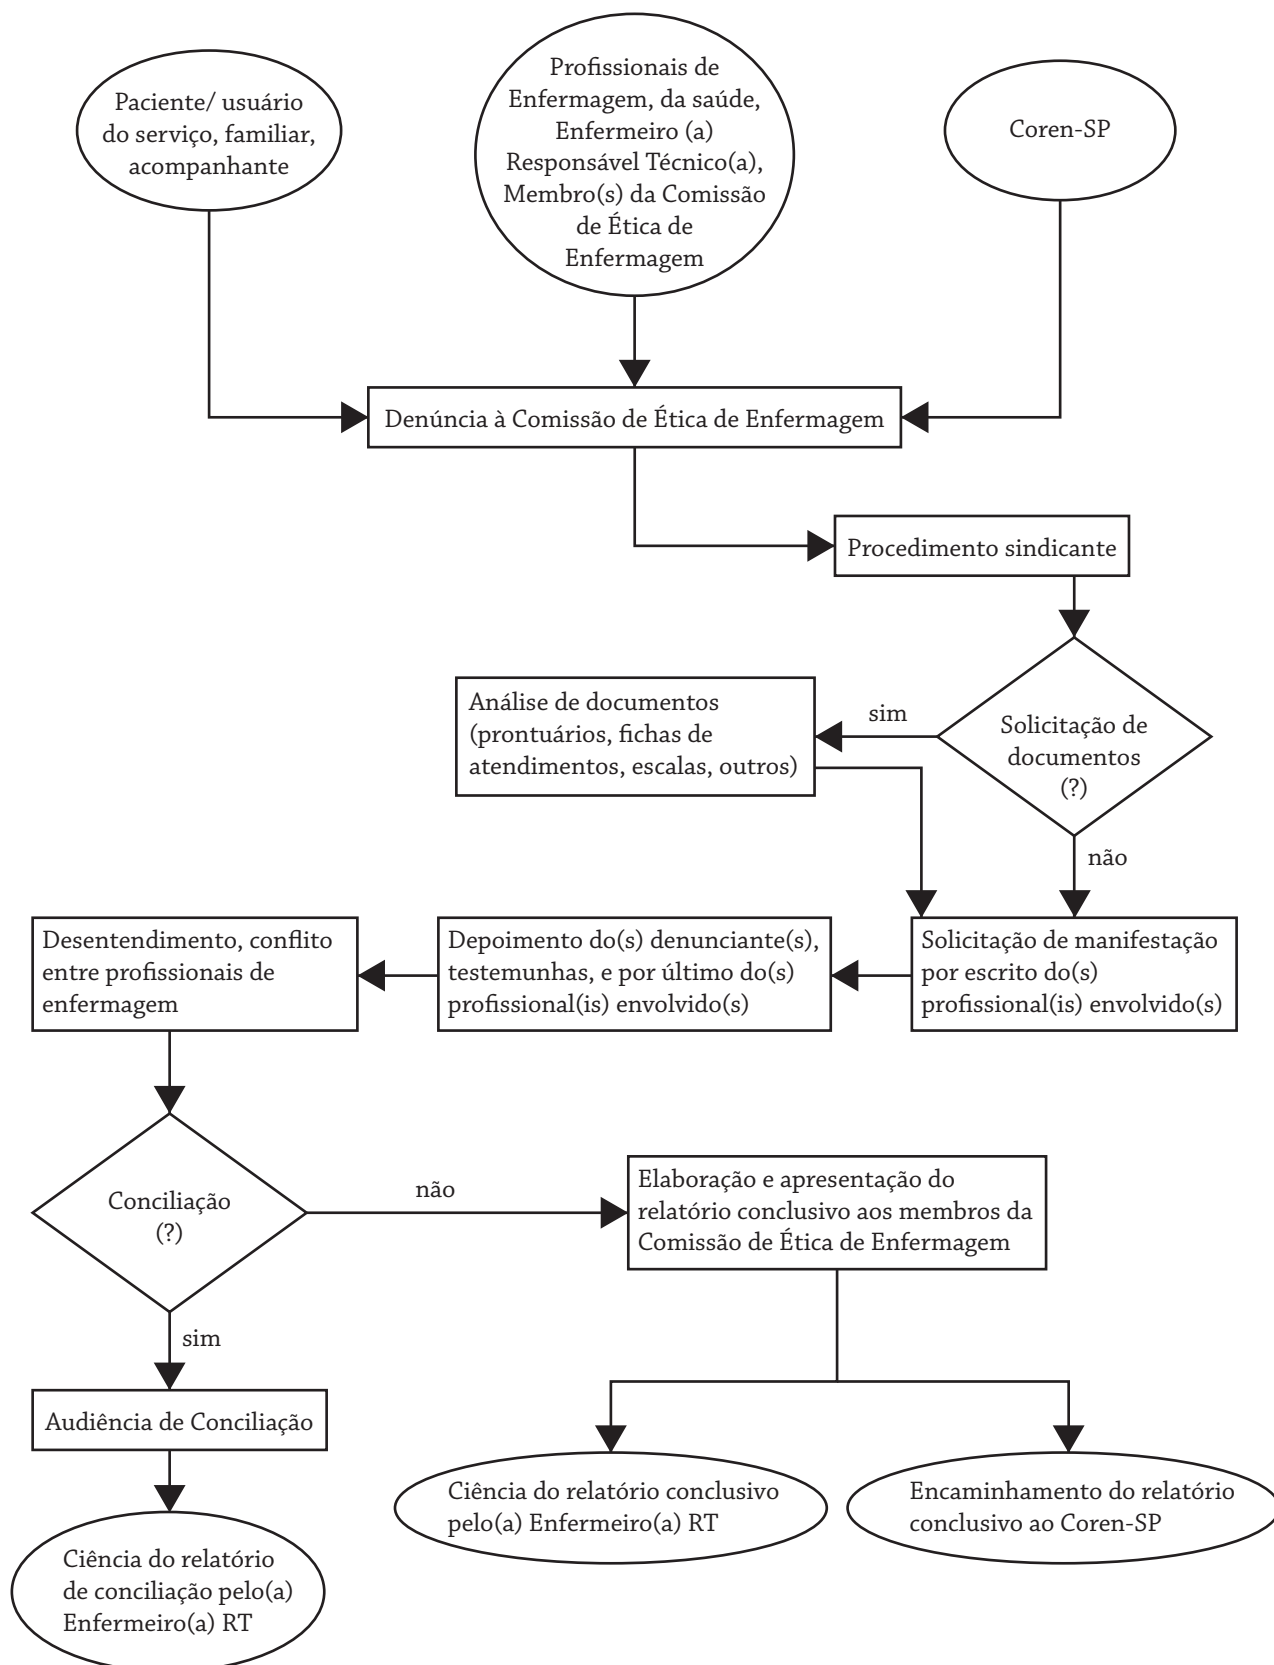 Paciente/ usuário
do serviço, familiar,
acompanhante
Profissionais de
Enfermagem, da saúde,
Enfermeiro (a)
Responsável Técnico(a),
Membro(s) da Comissão
de Ética de
Enfermagem
Coren-SP
Denúncia à Comissão de Ética de Enfermagem
Procedimento sindicante
Solicitação de
documentos
(?)
sim
Análise de documentos
(prontuários, fichas de
atendimentos, escalas, outros)
não
Solicitação de manifestação
por escrito do(s)
profissional(is) envolvido(s)
Depoimento do(s) denunciante(s),
testemunhas, e por último do(s)
profissional(is) envolvido(s)
Desentendimento, conflito
entre profissionais de
enfermagem
Conciliação
(?)
não
Elaboração e apresentação do
relatório conclusivo aos membros da
Comissão de Ética de Enfermagem
sim
Audiência de Conciliação
Ciência do relatório
de conciliação pelo(a)
Enfermeiro(a) RT
Ciência do relatório conclusivo
pelo(a) Enfermeiro(a) RT
Encaminhamento do relatório
conclusivo ao Coren-SP